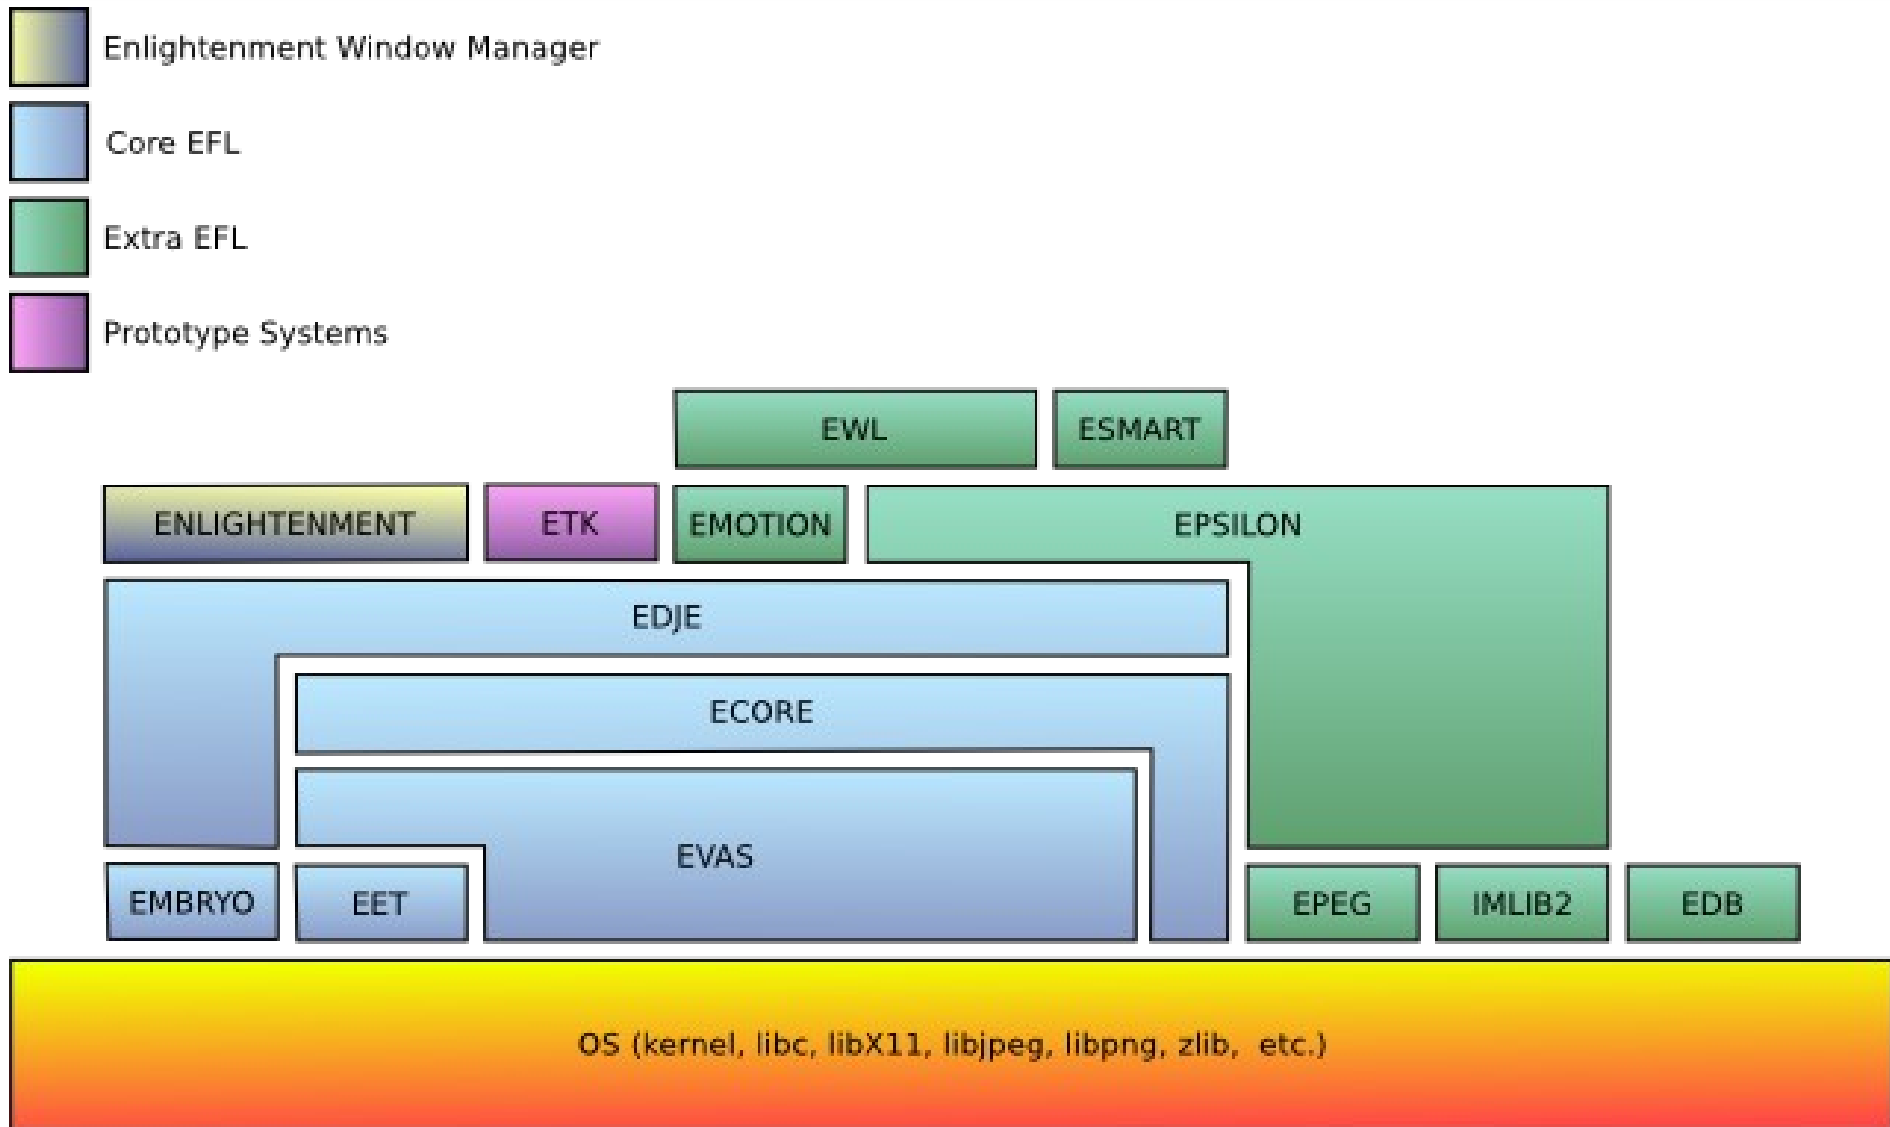 Enlightenment Window Manager
Core EFL
Extra EFL
Prototype Systems
EWL
ESMART
ENLIGHTENMENT
ETK
EMOTION
EPSILON
EDJE
ECORE
EVAS
EMBRYO
EET
EPEG
IMLIB2
EDB
OS (kernel, libc, libX11, libjpeg, libpng, zlib, etc.)